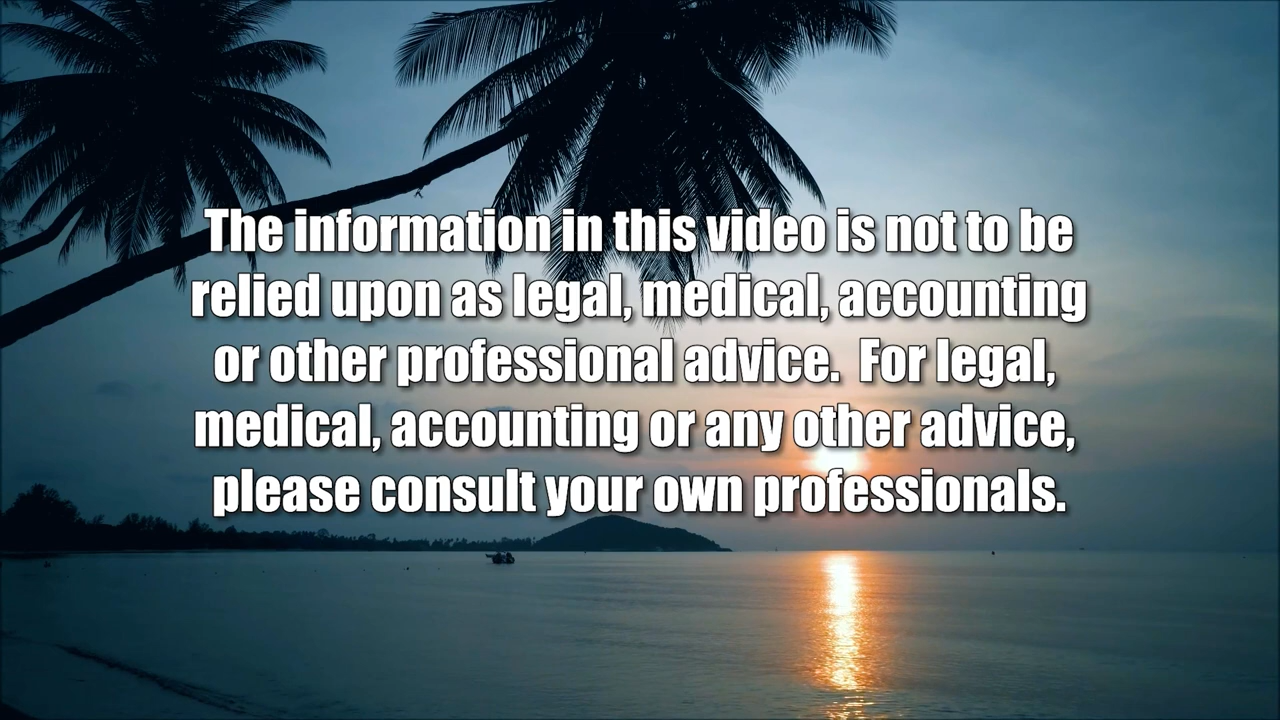 The information in this video is not to be
relied upon as legal, medical, accounting
or other professional advice.  For legal,
medical, accounting or any other advice,
please consult your own professionals.